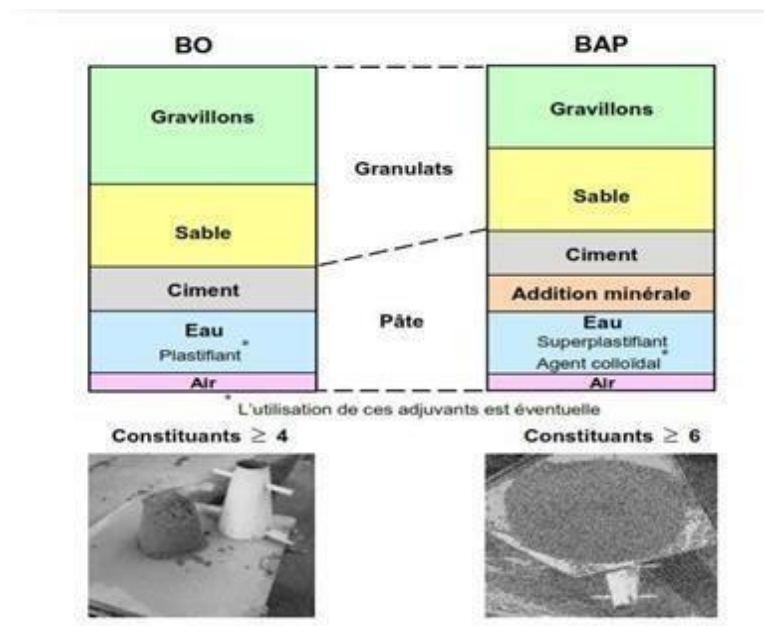 BO
BAP
Gravillons
Sable
Ciment
Eau
Plastifiant *
Air
Granulats
Pâte
Gravillons
Sable
Ciment
Addition minérale
Eau
Superplastifiant
Agent colloïdal *
Air
* L'utilisation de ces adjuvants est éventuelle
Constituants ≥ 4
Constituants ≥ 6